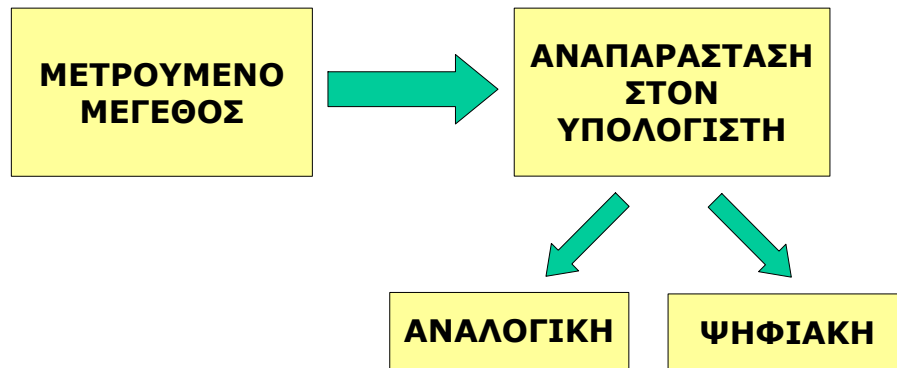 ΜΕΤΡΟΥΜΕΝΟ
ΜΕΓΕΘΟΣ
ΑΝΑΠΑΡΑΣΤΑΣΗ
ΣΤΟΝ
ΥΠΟΛΟΓΙΣΤΗ
ΑΝΑΛΟΓΙΚΗ
ΨΗΦΙΑΚΗ